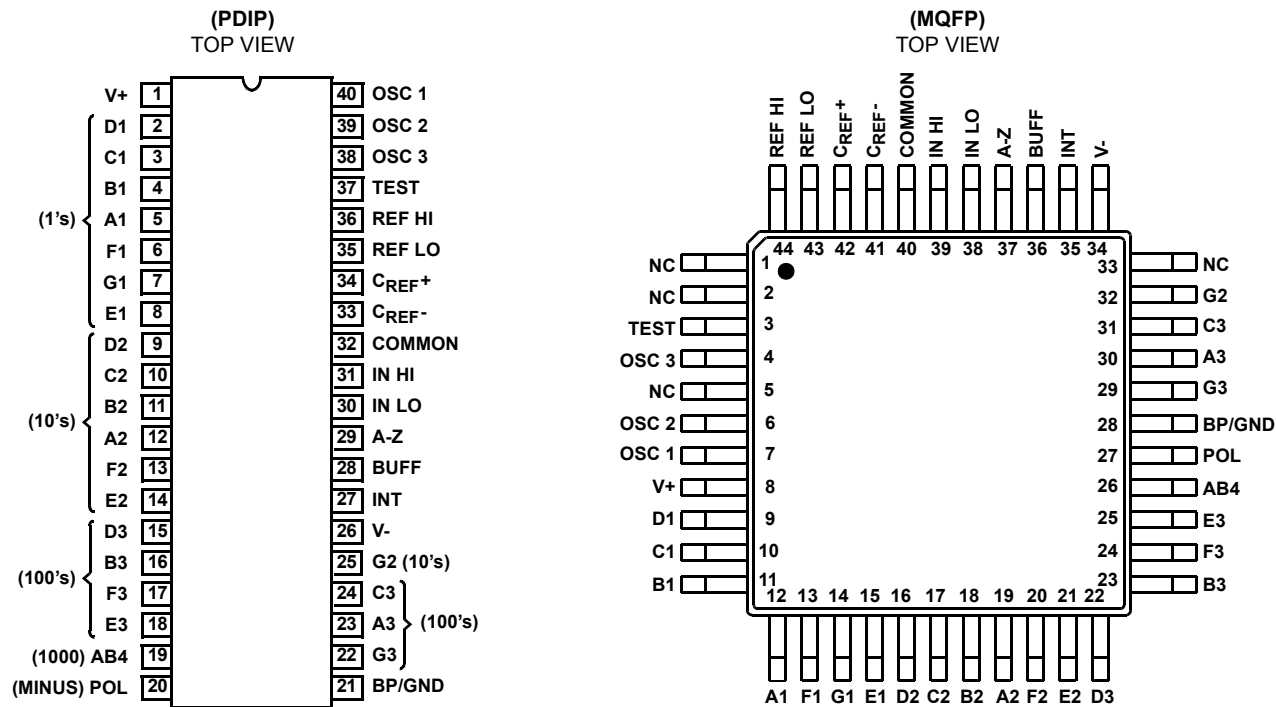 (PDIP)
TOP VIEW
V+ 1 40 OSC 1
D1 2 39 OSC 2
C1 3 38 OSC 3
B1 4 37 TEST
(1's) A1 5 36 REF HI
F1 6 35 REF LO
G1 7 34 CREF+
E1 8 33 CREF-
D2 9 32 COMMON
C2 10 31 IN HI
(10's) B2 11 30 IN LO
A2 12 29 A-Z
F2 13 28 BUFF
E2 14 27 INT
D3 15 26 V-
(100's) B3 16 25 G2 (10's)
F3 17 24 C3
E3 18 23 A3 (100's)
(1000) AB4 19 22 G3
(MINUS) POL 20 21 BP/GND
(MQFP)
TOP VIEW
REF HI
REF LO
CREF+
CREF-
COMMON
IN HI
IN LO
A-Z
BUFF
INT
V-
44 43 42 41 40 39 38 37 36 35 34
NC 1 33 NC
NC 2 32 G2
TEST 3 31 C3
OSC 3 4 30 A3
NC 5 29 G3
OSC 2 6 28 BP/GND
OSC 1 7 27 POL
V+ 8 26 AB4
D1 9 25 E3
C1 10 24 F3
B1 11 23 B3
12 13 14 15 16 17 18 19 20 21 22
A1 F1 G1 E1 D2 C2 B2 A2 F2 E2 D3